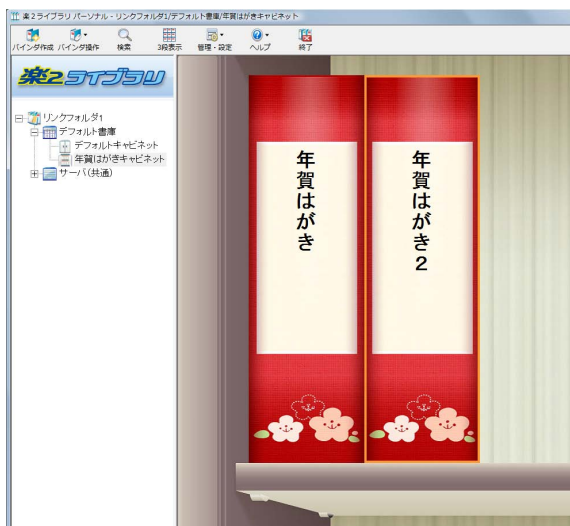 楽2ライブラリ パーソナル - リンクフォルダ1/デフォルト書庫/年賀はがきキャビネット
バインダ作成 バインダ操作 検索 3段表示 管理・設定 ヘルプ 終了
楽2ライブラリ
リンクフォルダ1
デフォルト書庫
デフォルトキャビネット
年賀はがきキャビネット
サーバ(共通)
年賀はがき
年賀はがき2